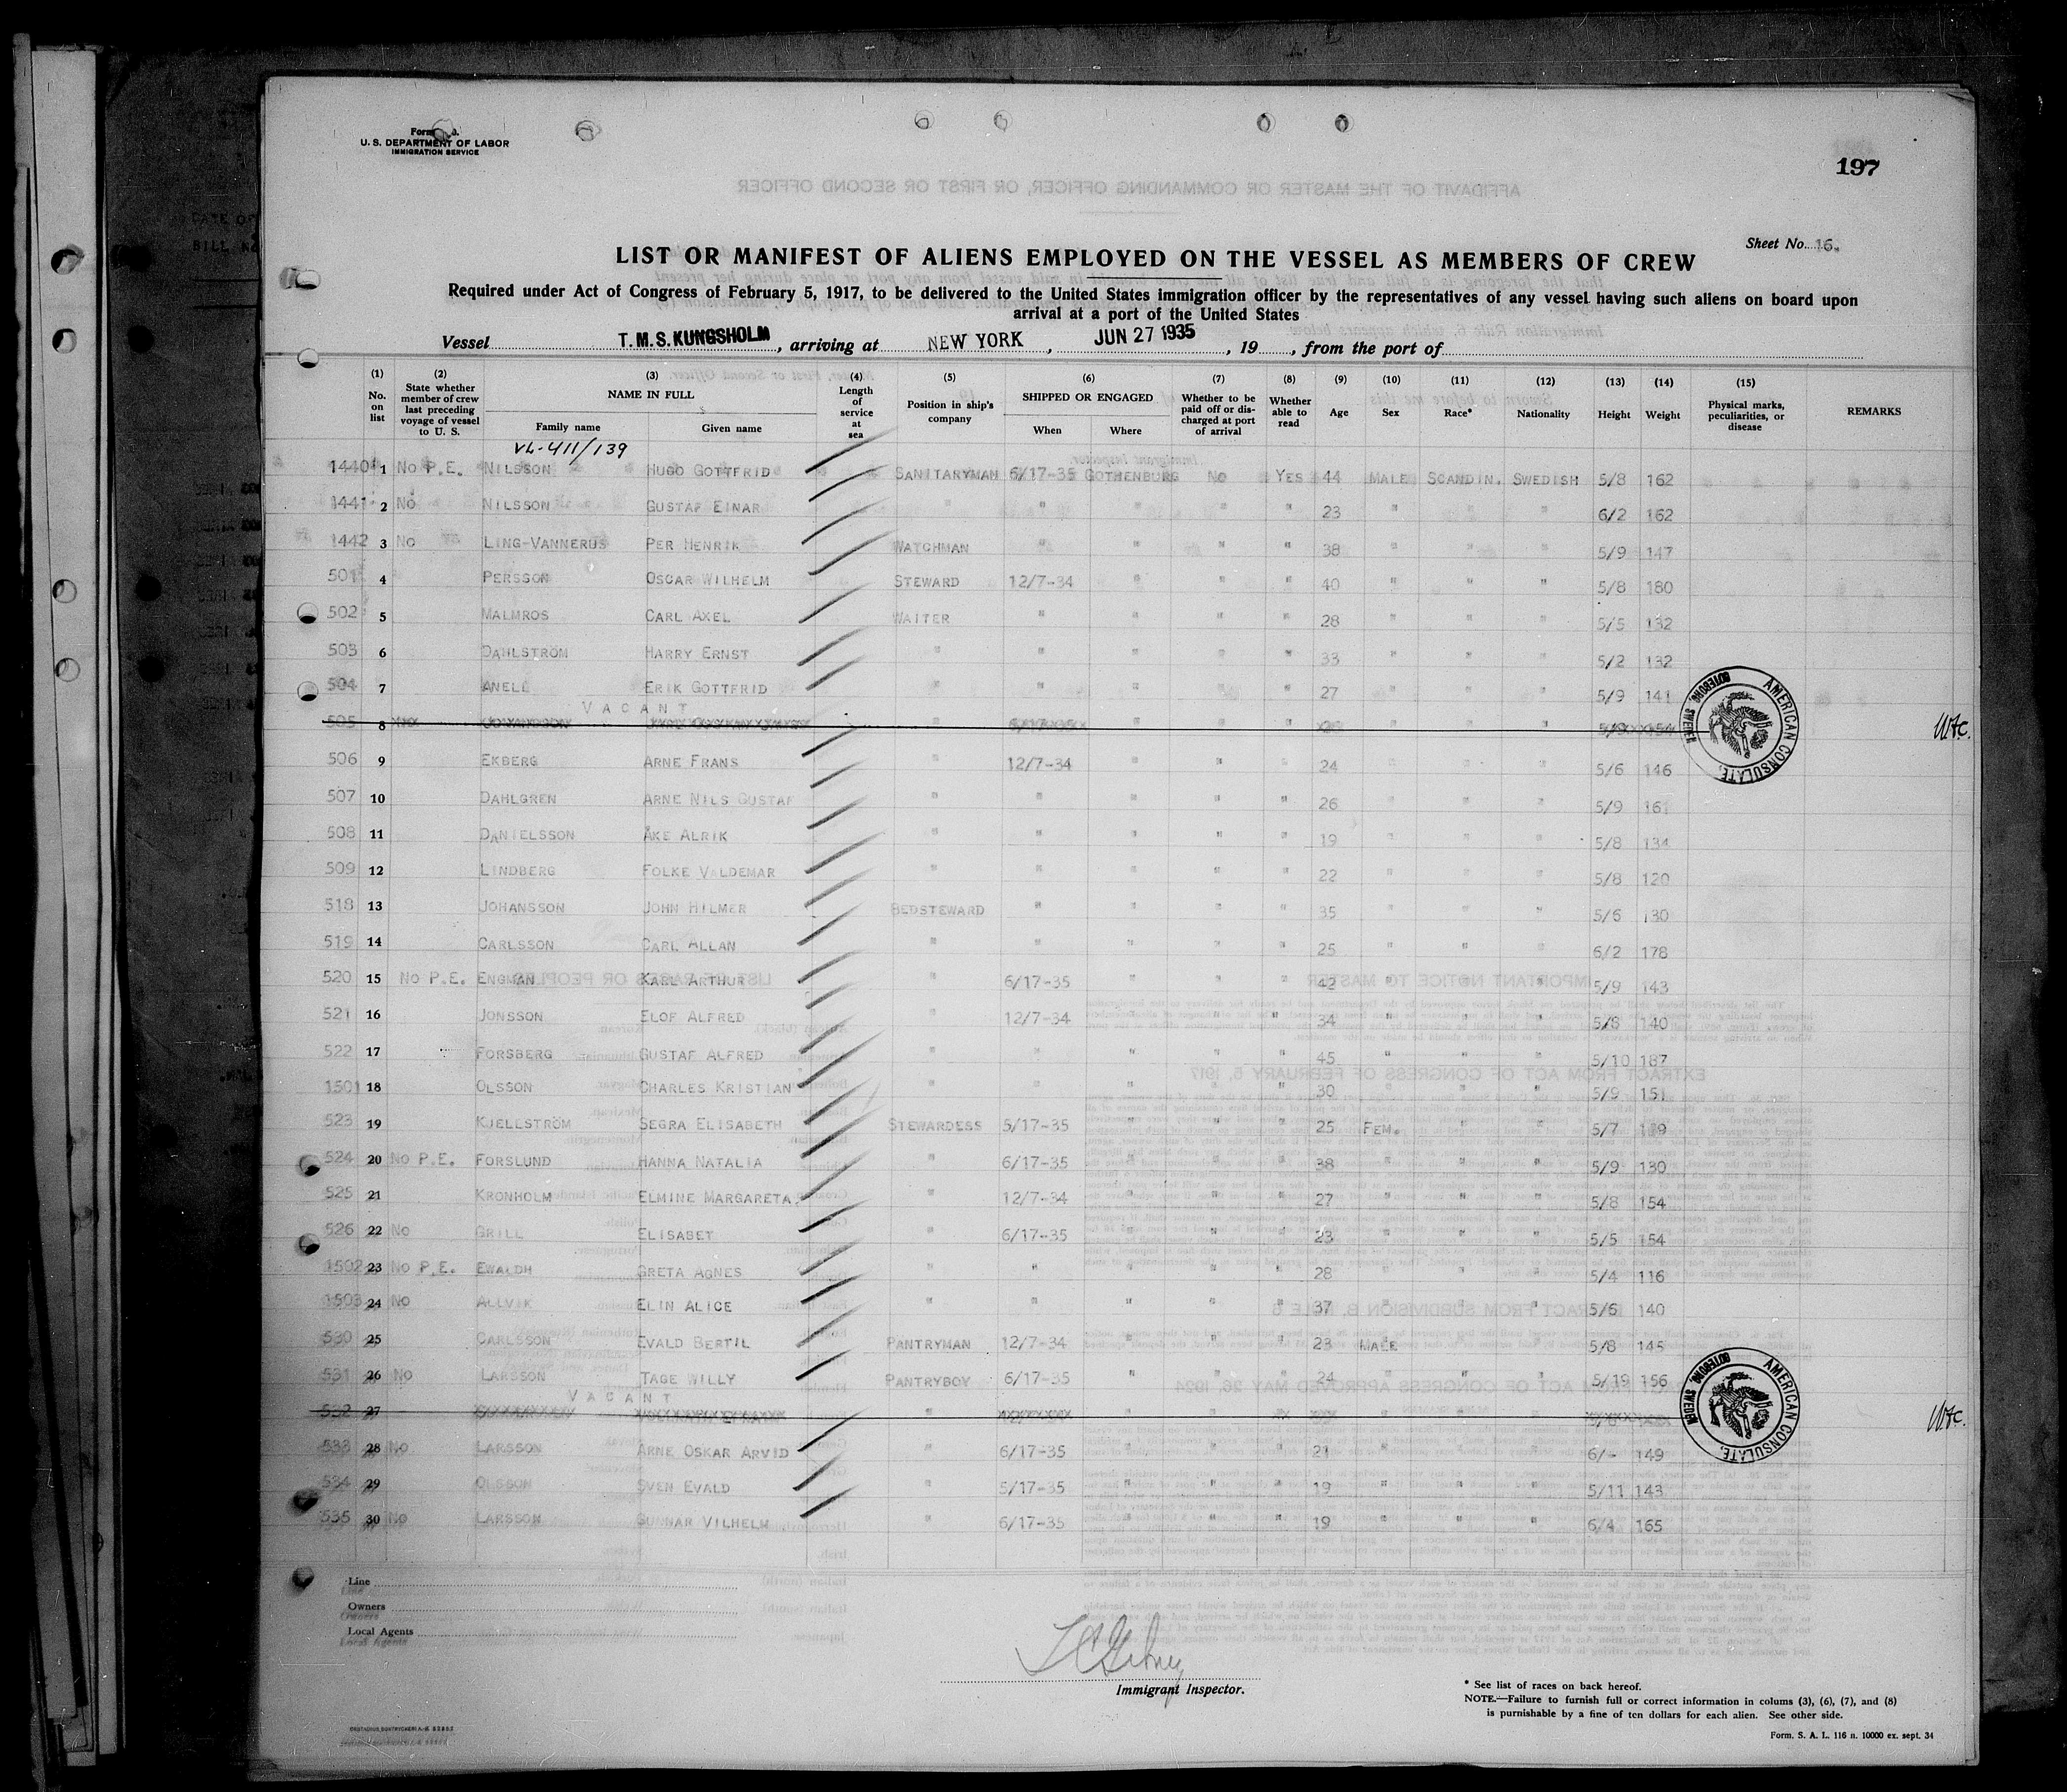 197
U. S. DEPARTMENT OF LABOR
IMMIGRATION SERVICE
Sheet No. 16.
LIST OR MANIFEST OF ALIENS EMPLOYED ON THE VESSEL AS MEMBERS OF CREW
Required under Act of Congress of February 5, 1917, to be delivered to the United States immigration officer by the representatives of any vessel having such aliens on board upon
arrival at a port of the United States
Vessel T.M.S. KUNGSHOLM, arriving at NEW YORK, JUN 27 1935, 19, from the port of
(1) No. on list
(2) State whether member of crew last preceding voyage of vessel to U. S.
(3) NAME IN FULL Family name Given name
(4) Length of service at sea
(5) Position in ship's company
(6) SHIPPED OR ENGAGED When Where
(7) Whether to be paid off or discharged at port of arrival
(8) Whether able to read
(9) Age
(10) Sex
(11) Race*
(12) Nationality
(13) Height
(14) Weight
(15) Physical marks, peculiarities, or disease
REMARKS
VL-411/139
1440 1 No P.E. NILSSON HUGO GOTTFRID SANITARYMAN 6/17-35 GOTHENBURG No YES 44 MALE SCANDIN. SWEDISH 5/8 162
1441 2 No NILSSON GUSTAF EINAR " " " " " 23 " " " 6/2 162
1442 3 No LING-VANNERUS PER HENRIK WATCHMAN " " " " 38 " " " 5/9 147
501 4 PERSSON OSCAR WILHELM STEWARD 12/7-34 " " " 40 " " " 5/8 180
502 5 MALMROS CARL AXEL WAITER " " " " 28 " " " 5/5 132
503 6 DAHLSTRÖM HARRY ERNST " " " " " 33 " " " 5/2 132
504 7 ANELL ERIK GOTTFRID " " " " " 27 " " " 5/9 141
VACANT
505 8
506 9 EKBERG ARNE FRANS " 12/7-34 " " " 24 " " " 5/6 146
507 10 DAHLGREN ARNE NILS GUSTAF " " " " " 26 " " " 5/9 161
508 11 DANIELSSON ÅKE ALRIK " " " " " 19 " " " 5/8 134
509 12 LINDBERG FOLKE VALDEMAR " " " " " 22 " " " 5/8 120
518 13 JOHANSSON JOHN HILMER BEDSTEWARD " " " " 35 " " " 5/6 130
519 14 CARLSSON CARL ALLAN " " " " " 25 " " " 6/2 178
520 15 No P.E. ENGMAN KARL ARTHUR " 6/17-35 " " " 42 " " " 5/9 143
521 16 JONSSON ELOF ALFRED " 12/7-34 " " " 34 " " " 5/8 140
522 17 FORSBERG GUSTAF ALFRED " " " " " 45 " " " 5/10 187
1501 18 OLSSON CHARLES KRISTIAN " " " " " 30 " " " 5/9 151
523 19 KJELLSTRÖM SEGRA ELISABETH STEWARDESS 5/17-35 " " " 25 FEM. " " 5/7
524 20 No P.E. FORSLUND HANNA NATALIA " 6/17-35 " " " 38 " " " 5/9 130
525 21 KRONHOLM ELMINE MARGARETA. " 12/7-34 " " " 27 " " " 5/8 154
526 22 No GRILL ELISABET " 6/17-35 " " " 23 " " " 5/5 154
1502 23 No P.E. EWALDH GRETA AGNES " " " " " 28 " " " 5/4 116
1503 24 No ALLVIK ELIN ALICE " " " " " 37 " " " 5/6 140
530 25 CARLSSON EVALD BERTIL PANTRYMAN 12/7-34 " " " 23 MALE " " 5/8 145
531 26 No LARSSON TAGE WILLY PANTRYBOY 6/17-35 " " " 24 " " " 5/19 156
VACANT
532 27
533 28 No LARSSON ARNE OSKAR ARVID " 6/17-35 " " " 21 " " " 6/- 149
534 29 OLSSON SVEN EVALD " 5/17-35 " " " 19 " " " 5/11 143
535 30 No LARSSON GUNNAR VILHELM " 6/17-35 " " " 19 " " " 6/4 165
AMERICAN CONSULATE, GOTEBORG, SWEDEN
AMERICAN CONSULATE, GOTEBORG, SWEDEN
Line
Owners
Local Agents
Immigrant Inspector.
* See list of races on back hereof.
NOTE.—Failure to furnish full or correct information in colums (3), (6), (7), and (8)
is punishable by a fine of ten dollars for each alien. See other side.
Form. S. A. L. 116 n. 10000 ex. sept. 34